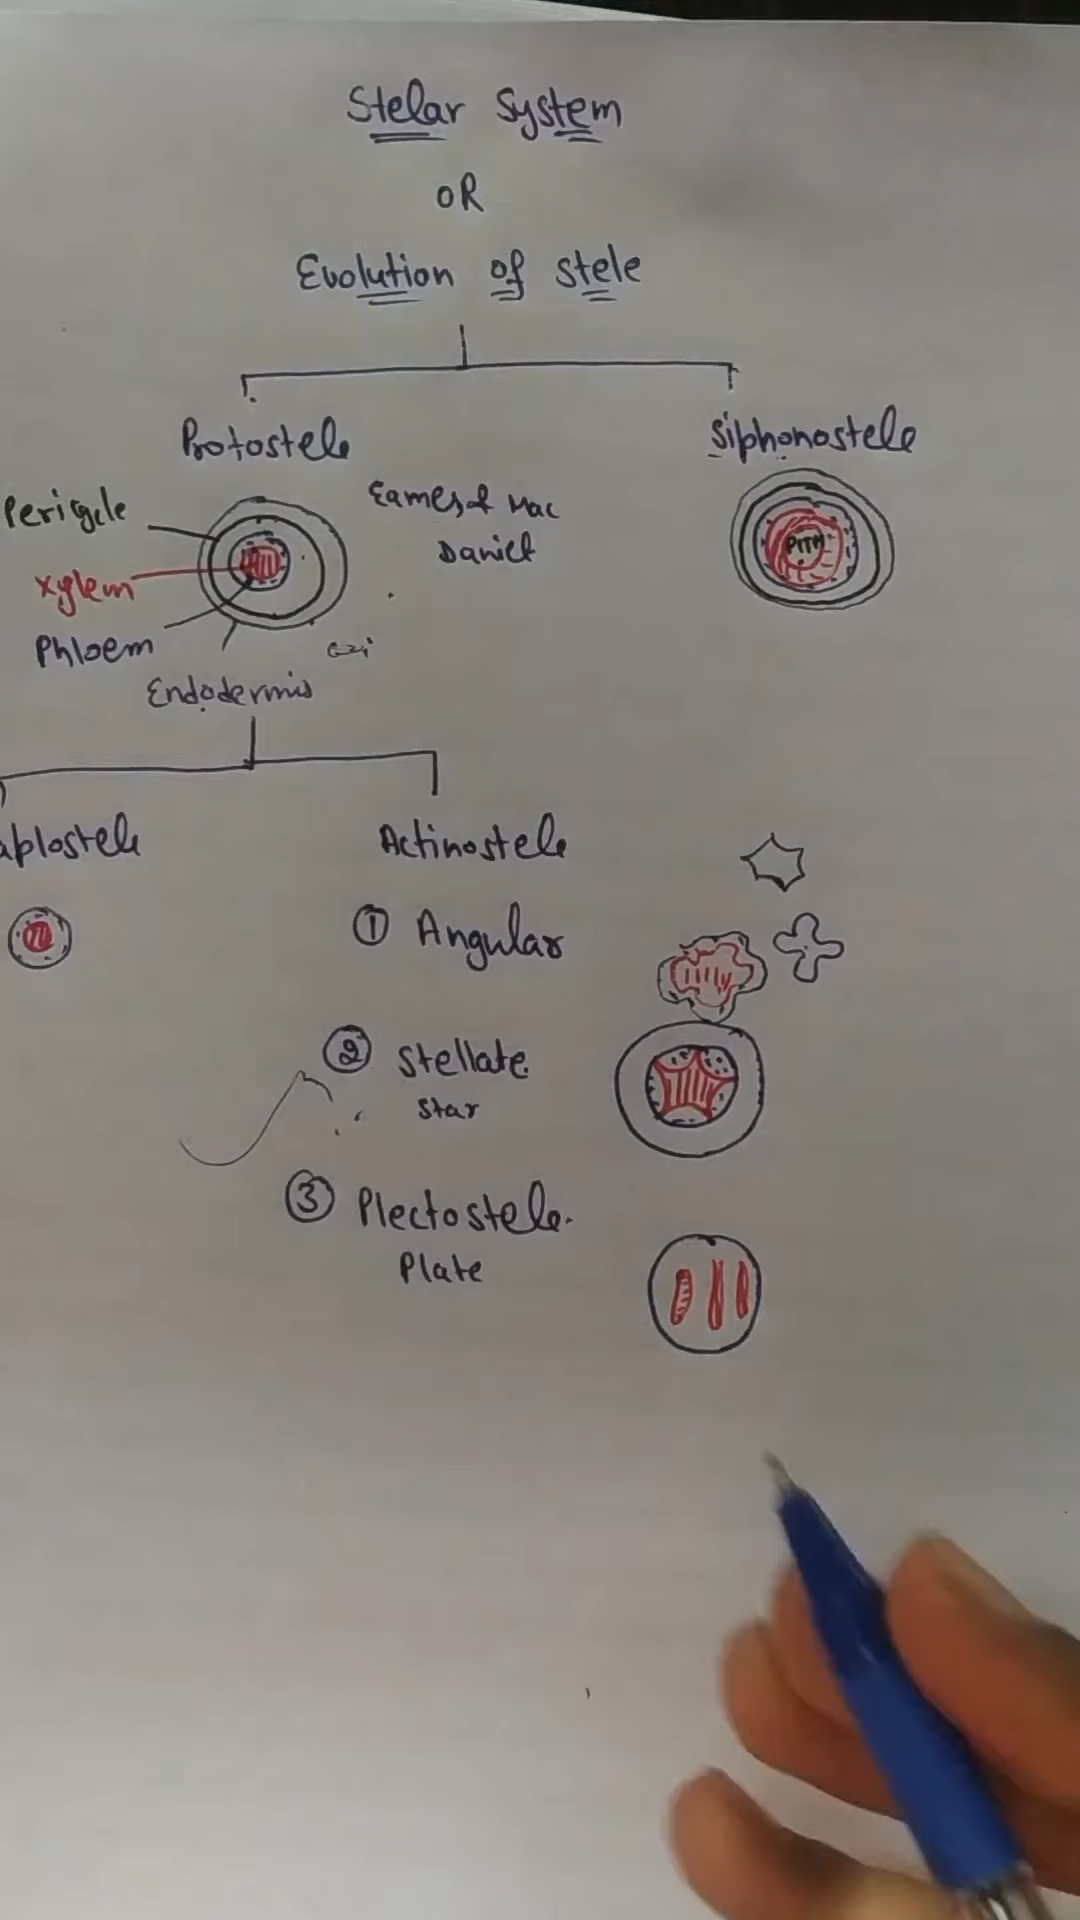 Stelar System
OR
Evolution of stele
Protostele
Siphonostele
Pericycle
Eames & Mac
Daniel
PITH
xylem
Phloem
Endodermis
aplostele
Actinostele
① Angular
② Stellate
Star
③ Plectostele.
Plate